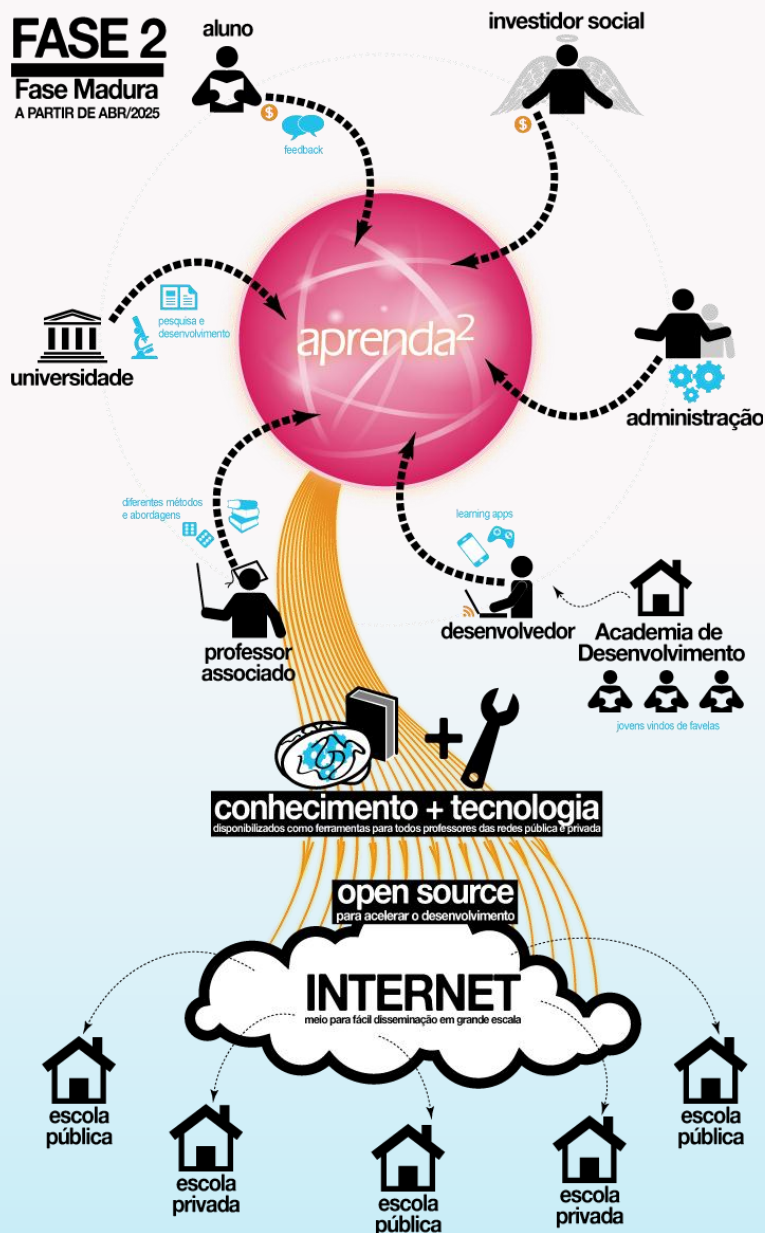 FASE 2
Fase Madura
A PARTIR DE ABR/2025
aluno
$
feedback
investidor social
$
universidade
pesquisa e
desenvolvimento
aprenda²
administração
diferentes métodos
e abordagens
professor
associado
learning apps
desenvolvedor
Academia de
Desenvolvimento
jovens vindos de favelas
+
conhecimento + tecnologia
disponibilizados como ferramentas para todos professores das redes pública e privada
open source
para acelerar o desenvolvimento
INTERNET
meio para fácil disseminação em grande escala
escola
pública
escola
privada
escola
pública
escola
privada
escola
pública